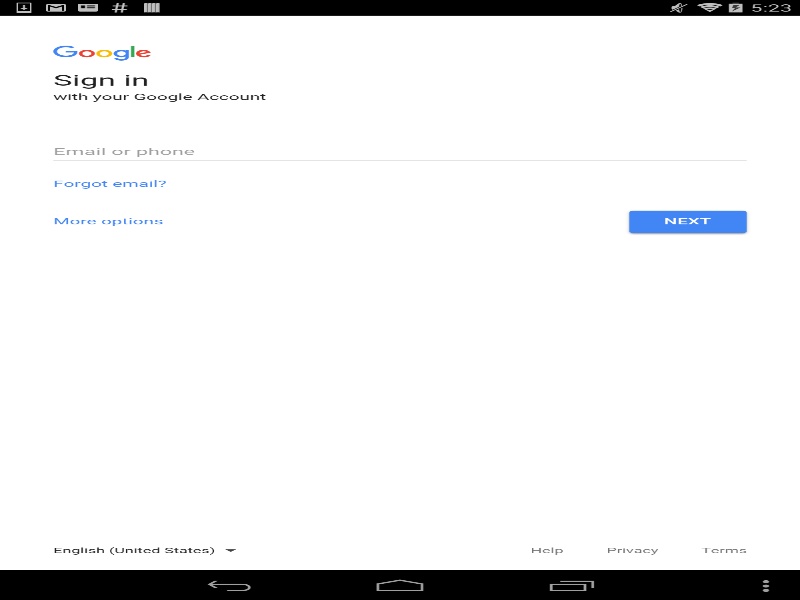 5:23
Google
Sign in
with your Google Account
Email or phone
Forgot email?
More options
NEXT
English (United States)
Help Privacy Terms